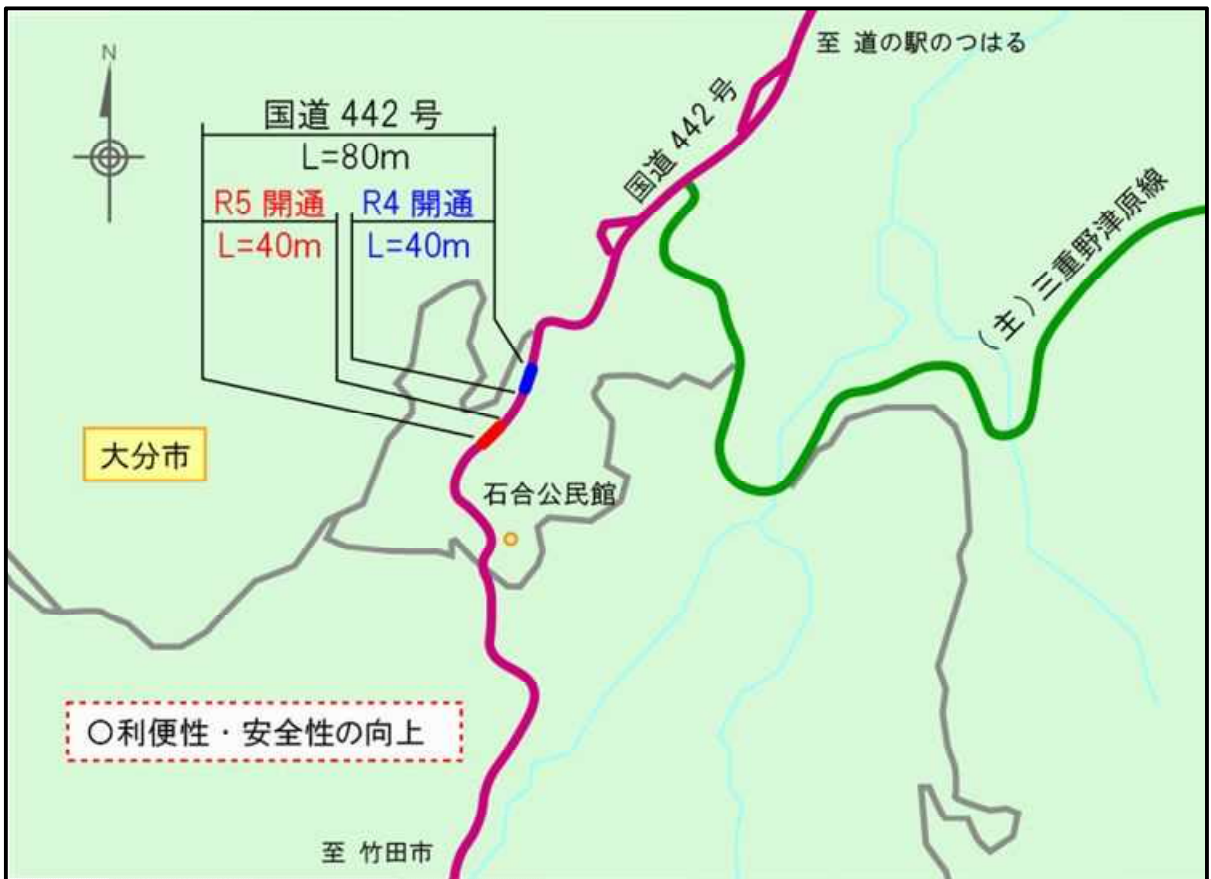 N
至 道の駅のつはる
国道 442 号
L=80m
R5 開通
R4 開通
L=40m
L=40m
国道 442 号
(主)三重野津原線
大分市
石合公民館
〇利便性・安全性の向上
至 竹田市